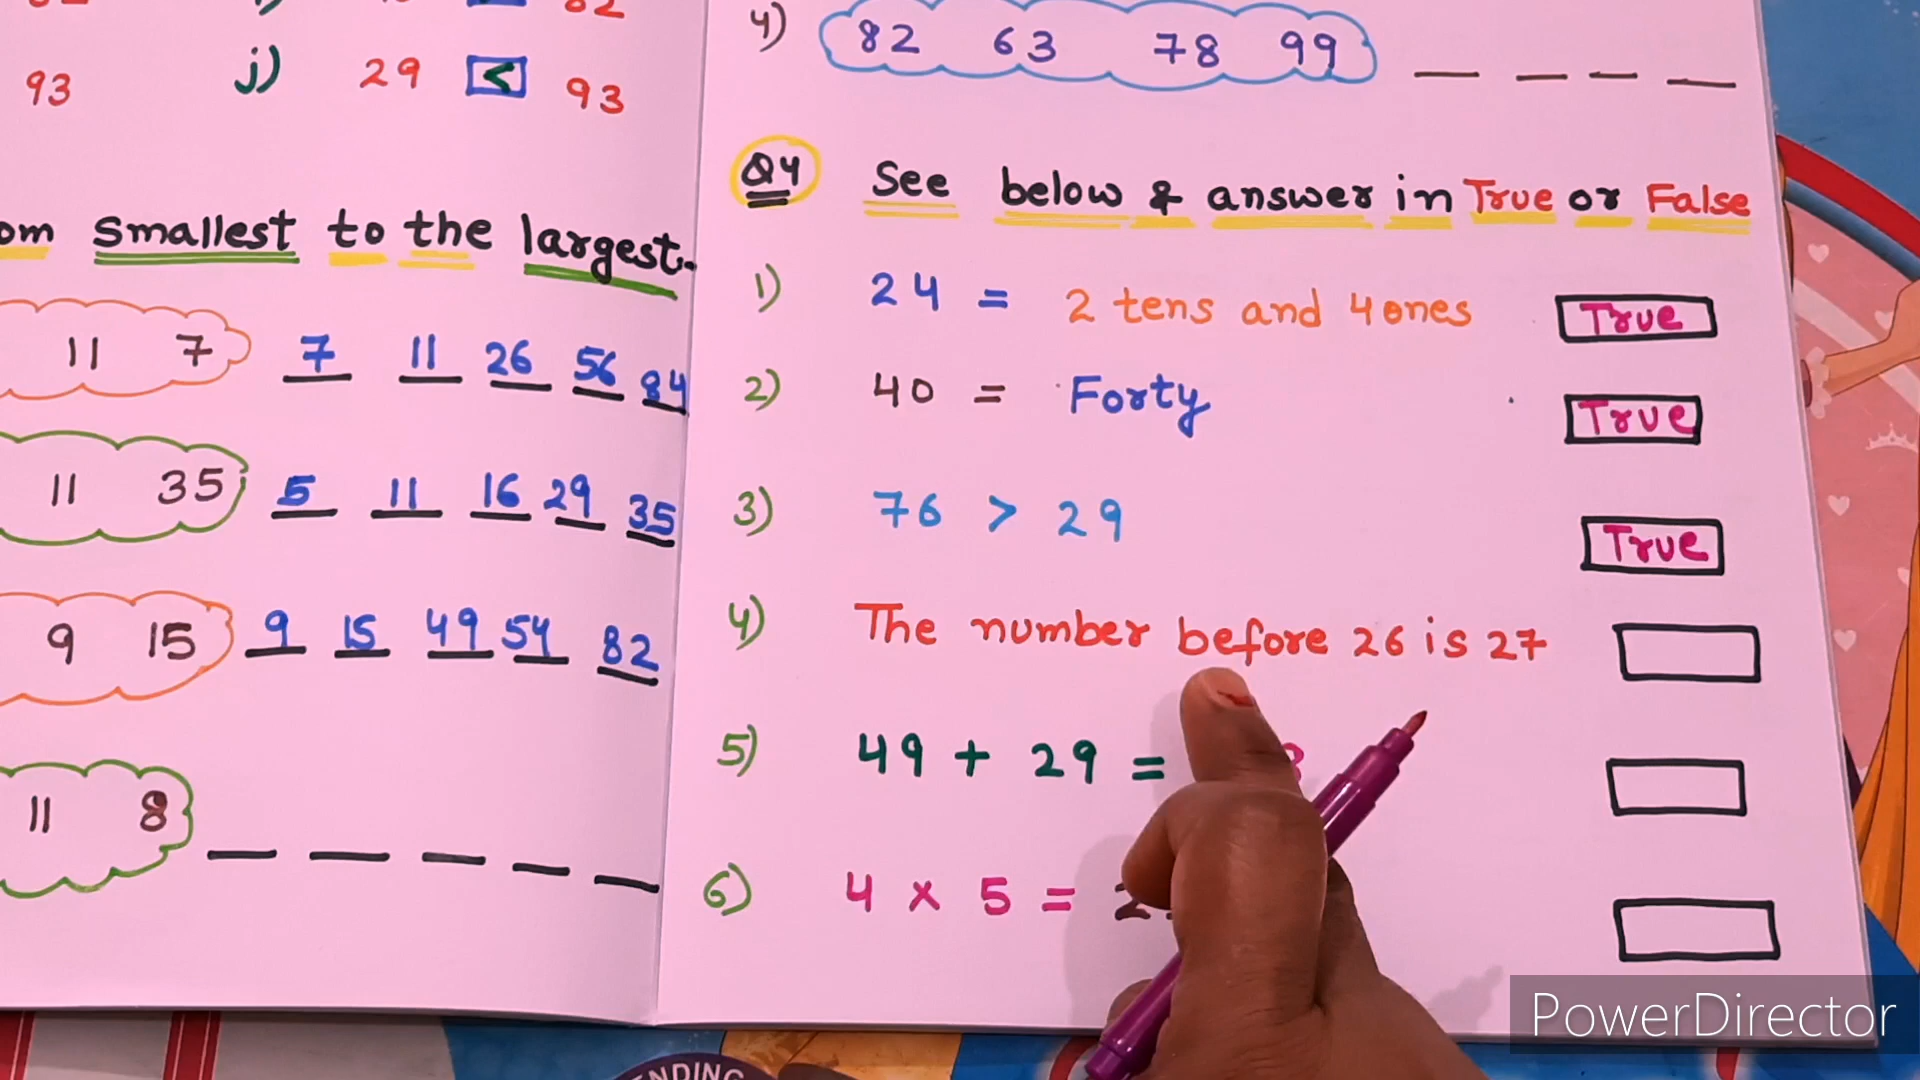 93
j) 29 < 93
om smallest to the largest.
11 7 7 11 26 56 84
11 35 5 11 16 29 35
9 15 9 15 49 54 82
11 8
4) 82 63 78 99
Q4 See below & answer in True or False
1) 24 = 2 tens and 4 ones True
2) 40 = Forty True
3) 76 > 29 True
4) The number before 26 is 27
5) 49 + 29 =
6) 4 × 5 =
PowerDirector